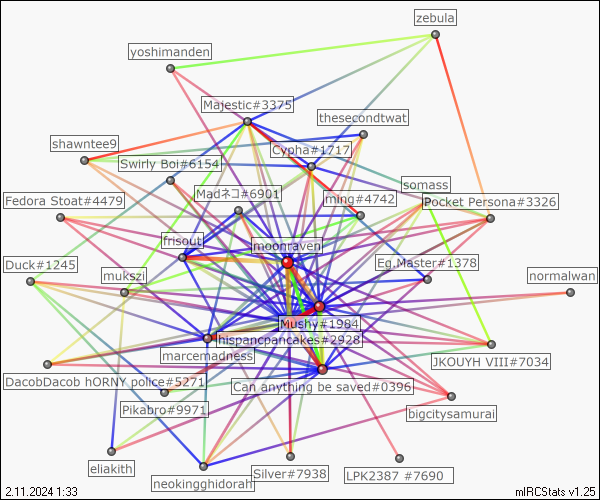 zebula
yoshimanden
Majestic#3375
thesecondtwat
shawntee9
Cypha#1717
Swirly Boi#6154
somass
Madネコ#6901
ming#4742
Fedora Stoat#4479
Pocket Persona#3326
frisout
moonraven
Duck#1245
Eg.Master#1378
mukszi
normalwan
Mushy#1984
hispancpancakes#2928
marcemadness
JKOUYH VIII#7034
DacobDacob hORNY police#5271
Can anything be saved#0396
Pikabro#9971
bigcitysamurai
eliakith
Silver#7938
LPK2387 #7690
neokingghidorah
2.11.2024 1:33
mIRCStats v1.25